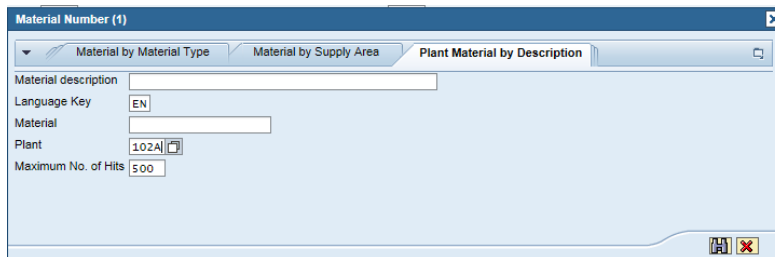 Material Number (1)
Material by Material Type Material by Supply Area Plant Material by Description
Material description
Language Key EN
Material
Plant 102A
Maximum No. of Hits 500